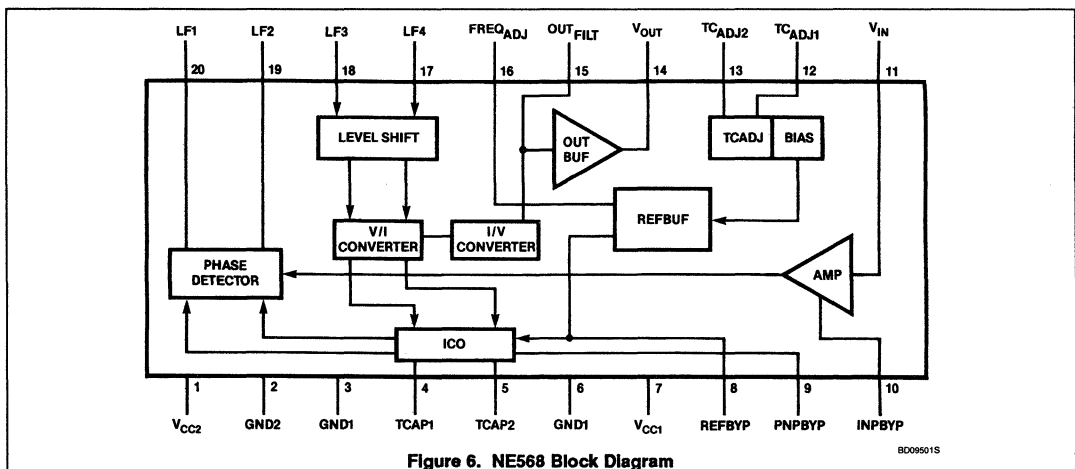 LF1 LF2 LF3 LF4 FREQADJ OUTFILT VOUT TCADJ2 TCADJ1 VIN
20 19 18 17 16 15 14 13 12 11
LEVEL SHIFT
OUT
BUF
TCADJ BIAS
REFBUF
V/I
CONVERTER
I/V
CONVERTER
PHASE
DETECTOR
AMP
ICO
1 2 3 4 5 6 7 8 9 10
VCC2 GND2 GND1 TCAP1 TCAP2 GND1 VCC1 REFBYP PNPBYP INPBYP
BD09501S
Figure 6. NE568 Block Diagram